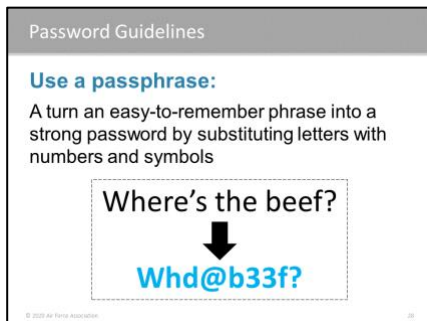 Password Guidelines
Use a passphrase:
A turn an easy-to-remember phrase into a
strong password by substituting letters with
numbers and symbols
Where's the beef?
Whd@b33f?
© 2020 Air Force Association
20